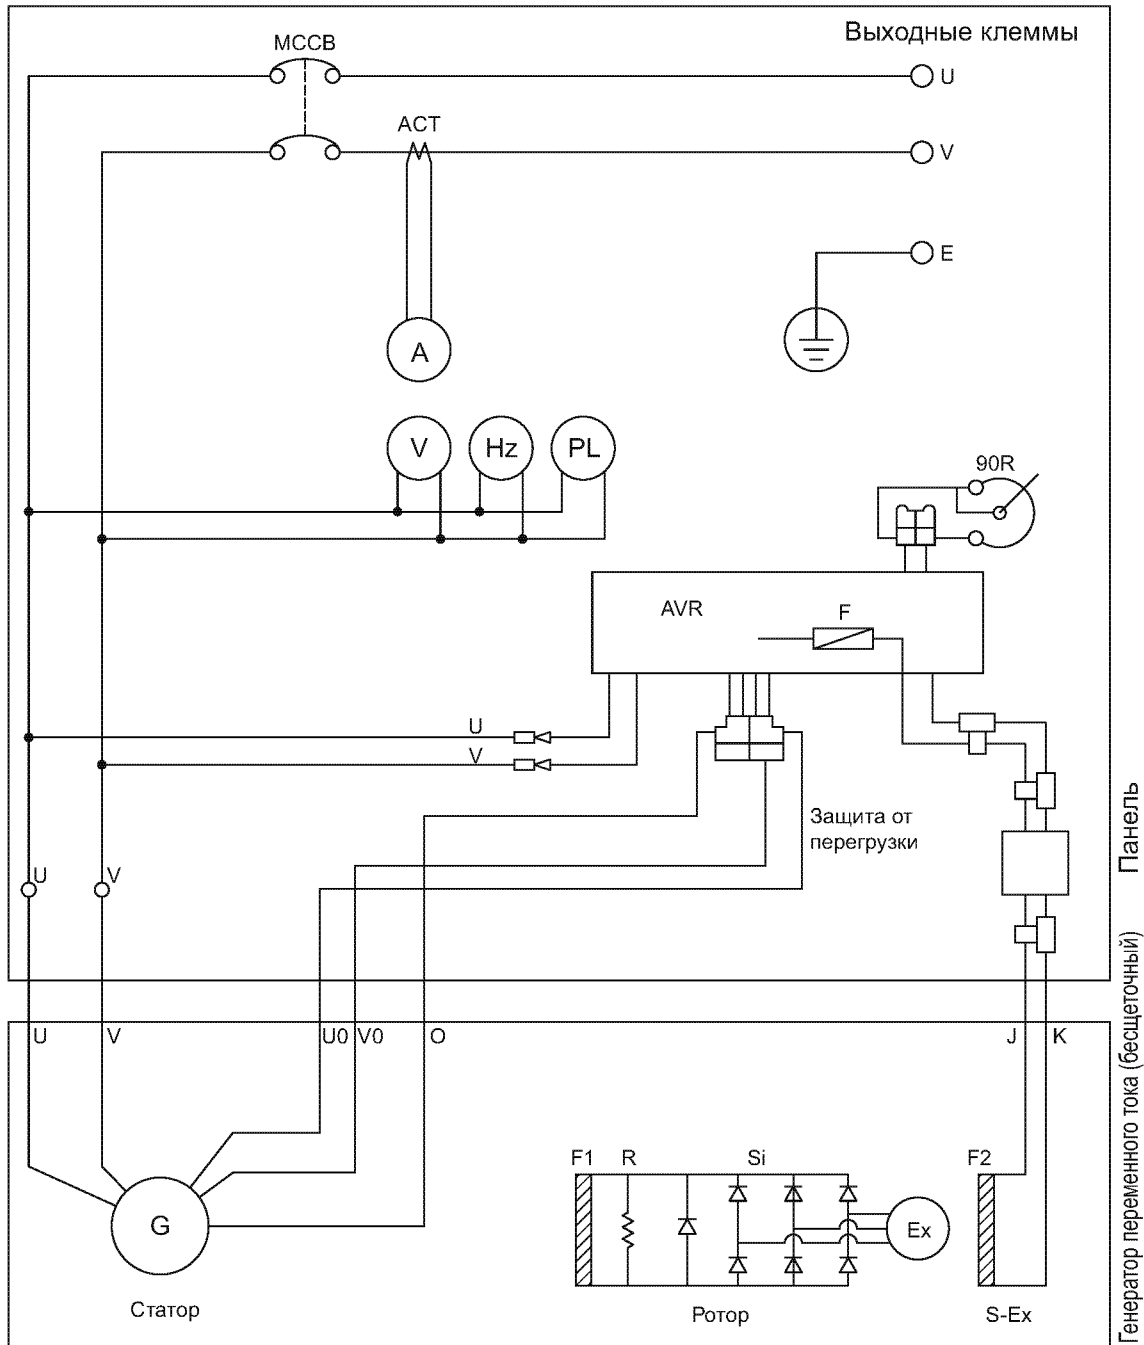 Выходные клеммы
MCCB
U
ACT
V
E
A
V
Hz
PL
90R
AVR
F
U
V
Защита от
перегрузки
U
V
Панель
U
V
U0
V0
O
J
K
Генератор переменного тока (бесщеточный)
F1
R
Si
F2
G
Ex
Статор
Ротор
S-Ex